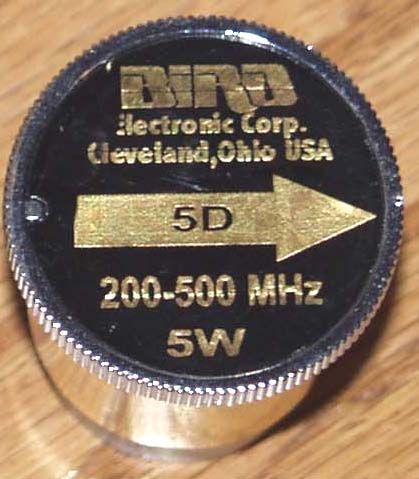 BIRD
Electronic Corp.
Cleveland,Ohio USA
5D
200-500 MHz
5W